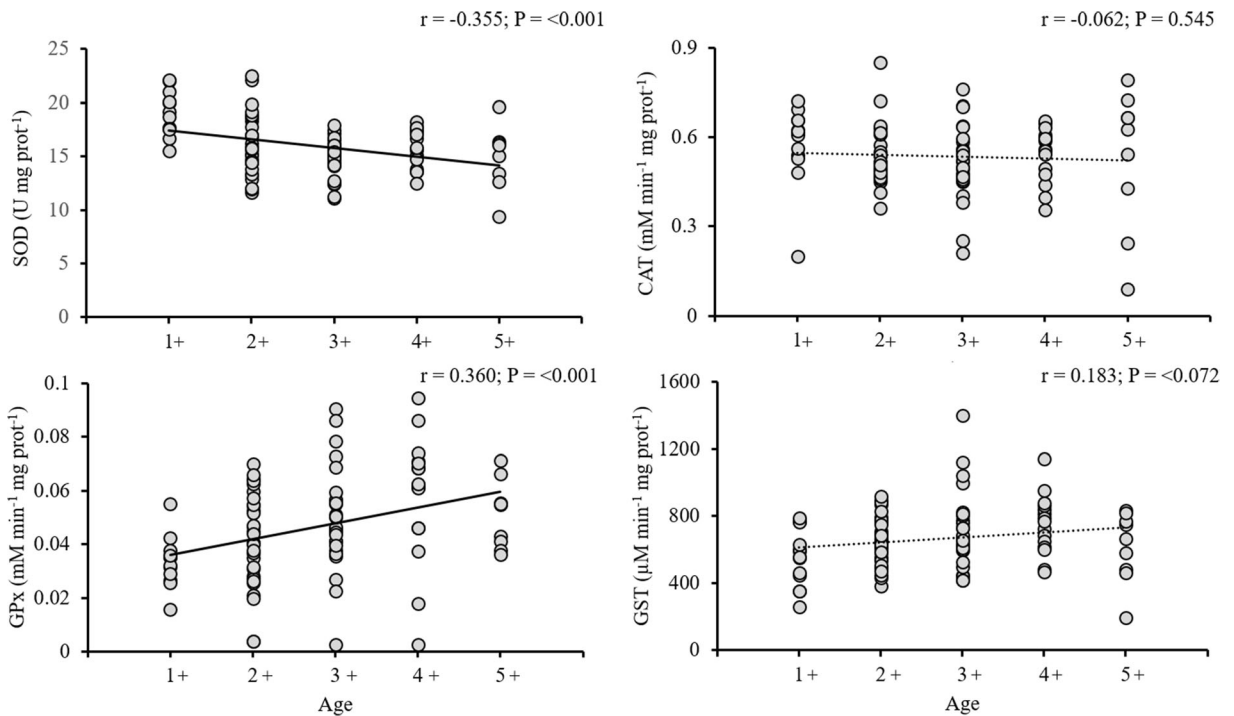 r = -0.355; P = <0.001
25
20
15
10
5
0
SOD (U mg prot⁻¹)
1+ 2+ 3+ 4+ 5+
r = -0.062; P = 0.545
0.9
0.6
0.3
0
CAT (mM min⁻¹ mg prot⁻¹)
1+ 2+ 3+ 4+ 5+
r = 0.360; P = <0.001
0.1
0.08
0.06
0.04
0.02
0
GPx (mM min⁻¹ mg prot⁻¹)
1+ 2+ 3+ 4+ 5+
Age
r = 0.183; P = <0.072
1600
1200
800
400
0
GST (µM min⁻¹ mg prot⁻¹)
1+ 2+ 3+ 4+ 5+
Age